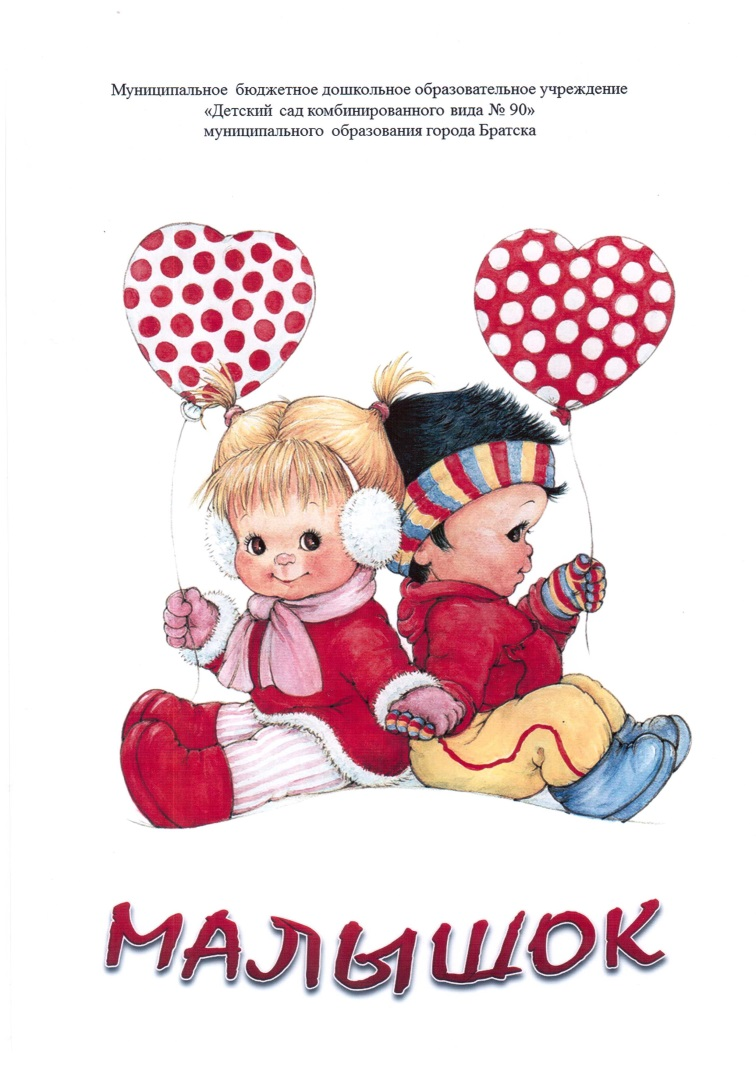 Муниципальное бюджетное дошкольное образовательное учреждение
«Детский сад комбинированного вида № 90»
муниципального образования города Братска
МАЛЫШОК